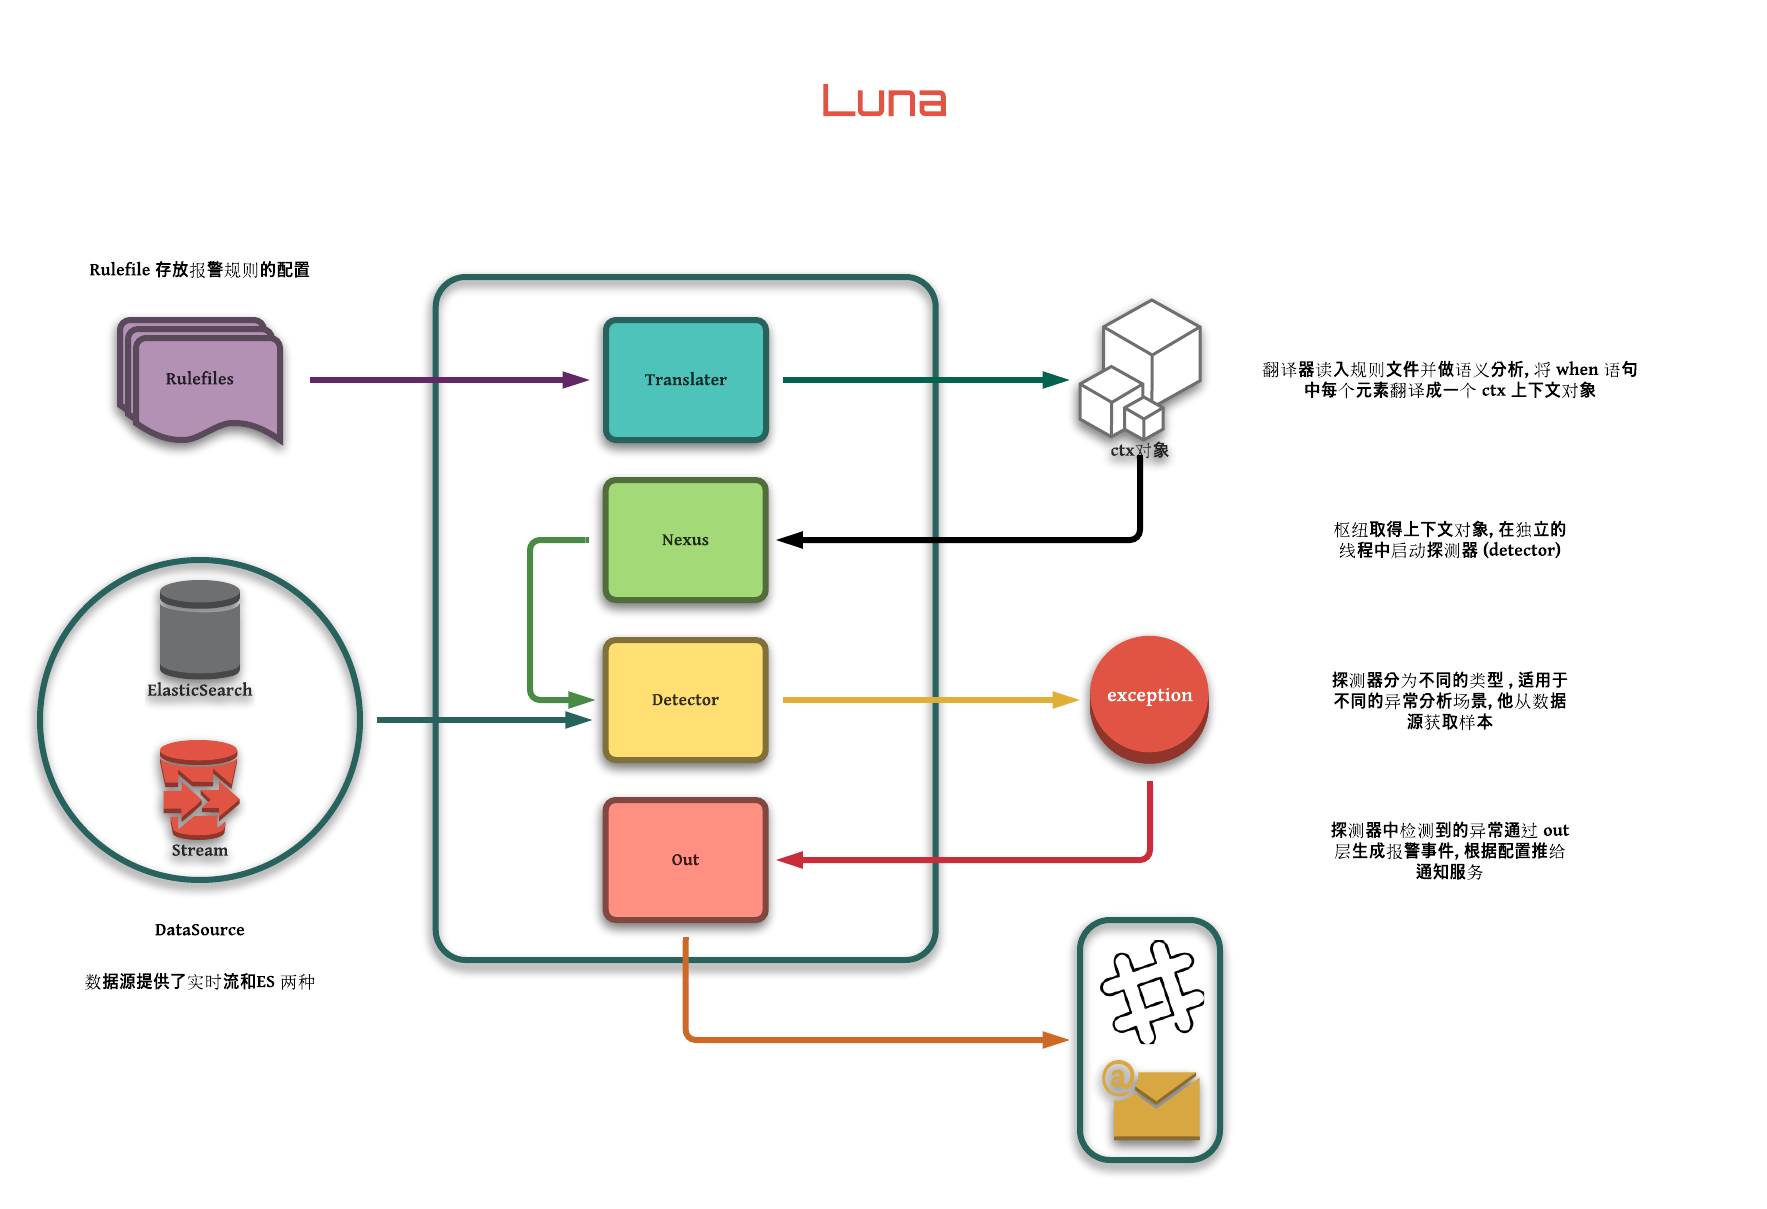 Luna
Rulefile 存放报警规则的配置
Rulefiles
Translater
ctx对象
翻译器读入规则文件并做语义分析, 将 when 语句
中每个元素翻译成一个 ctx 上下文对象
Nexus
枢纽取得上下文对象, 在独立的
线程中启动探测器 (detector)
ElasticSearch
Stream
DataSource
数据源提供了实时流和ES 两种
Detector
exception
探测器分为不同的类型 , 适用于
不同的异常分析场景, 他从数据
源获取样本
Out
探测器中检测到的异常通过 out
层生成报警事件, 根据配置推给
通知服务
@